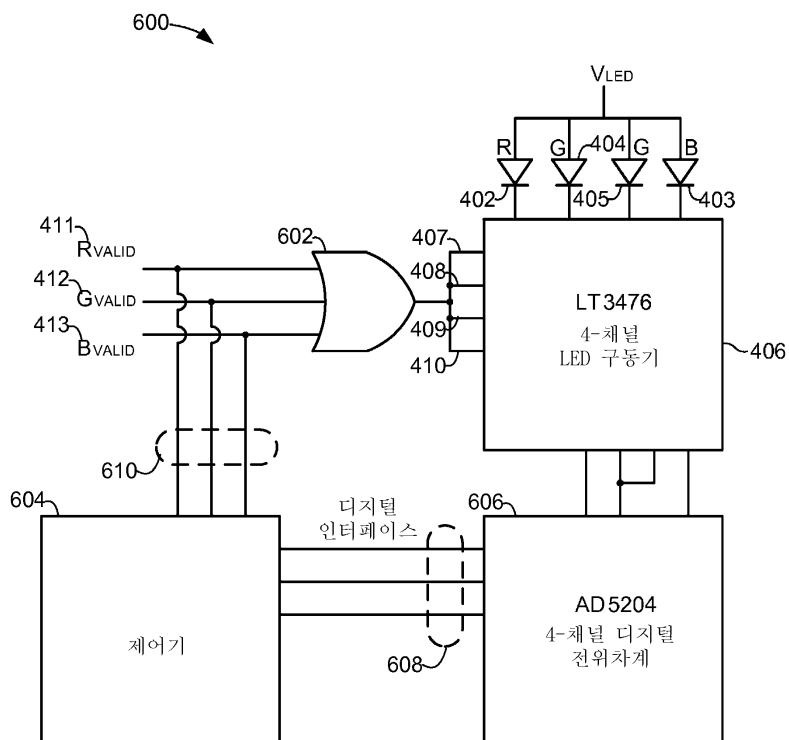 600
VLED
R
G
404
G
B
402
405
403
411
RVALID
412
GVALID
413
BVALID
602
407
408
409
410
LT3476
4-채널
LED 구동기
406
610
604
디지털
인터페이스
606
제어기
608
AD5204
4-채널 디지털
전위차계